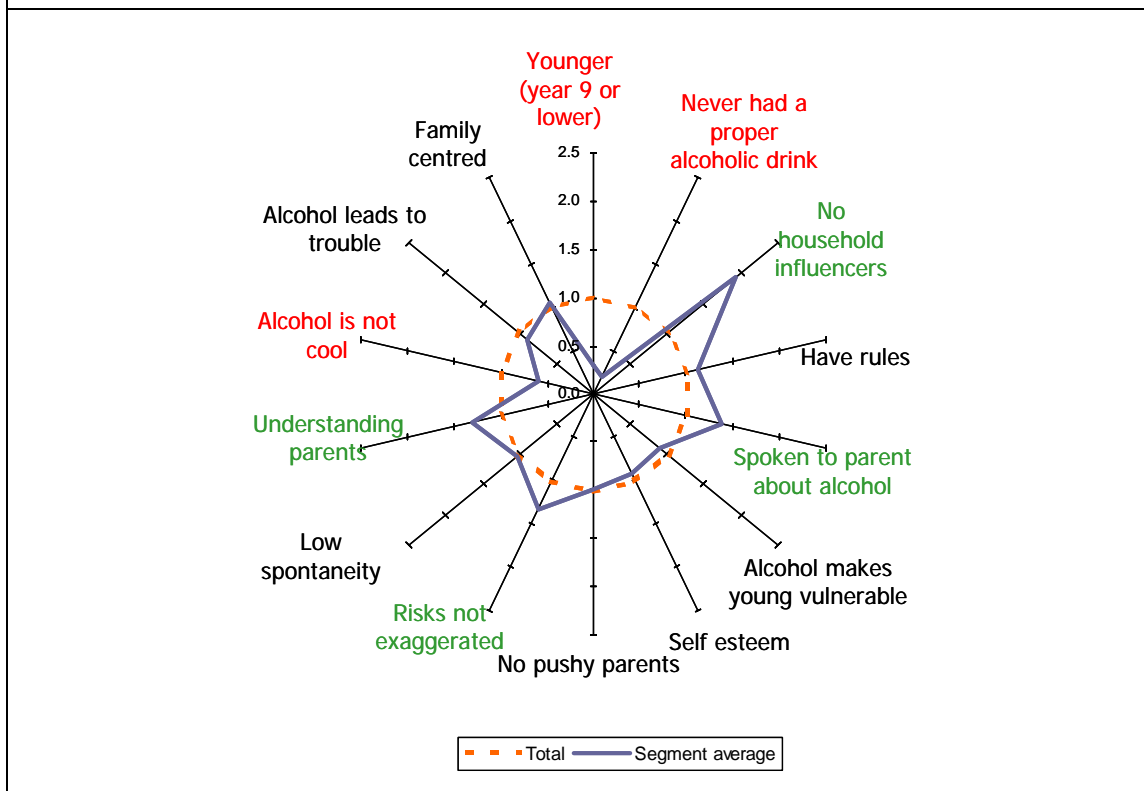 Younger
(year 9 or
lower)
Never had a
proper
alcoholic drink
Family
centred
2.5
2.0
1.5
1.0
0.5
0.0
No
household
influencers
Alcohol leads to
trouble
Alcohol is not
cool
Have rules
Understanding
parents
Spoken to parent
about alcohol
Low
spontaneity
Alcohol makes
young vulnerable
Risks not
exaggerated
Self esteem
No pushy parents
Total
Segment average